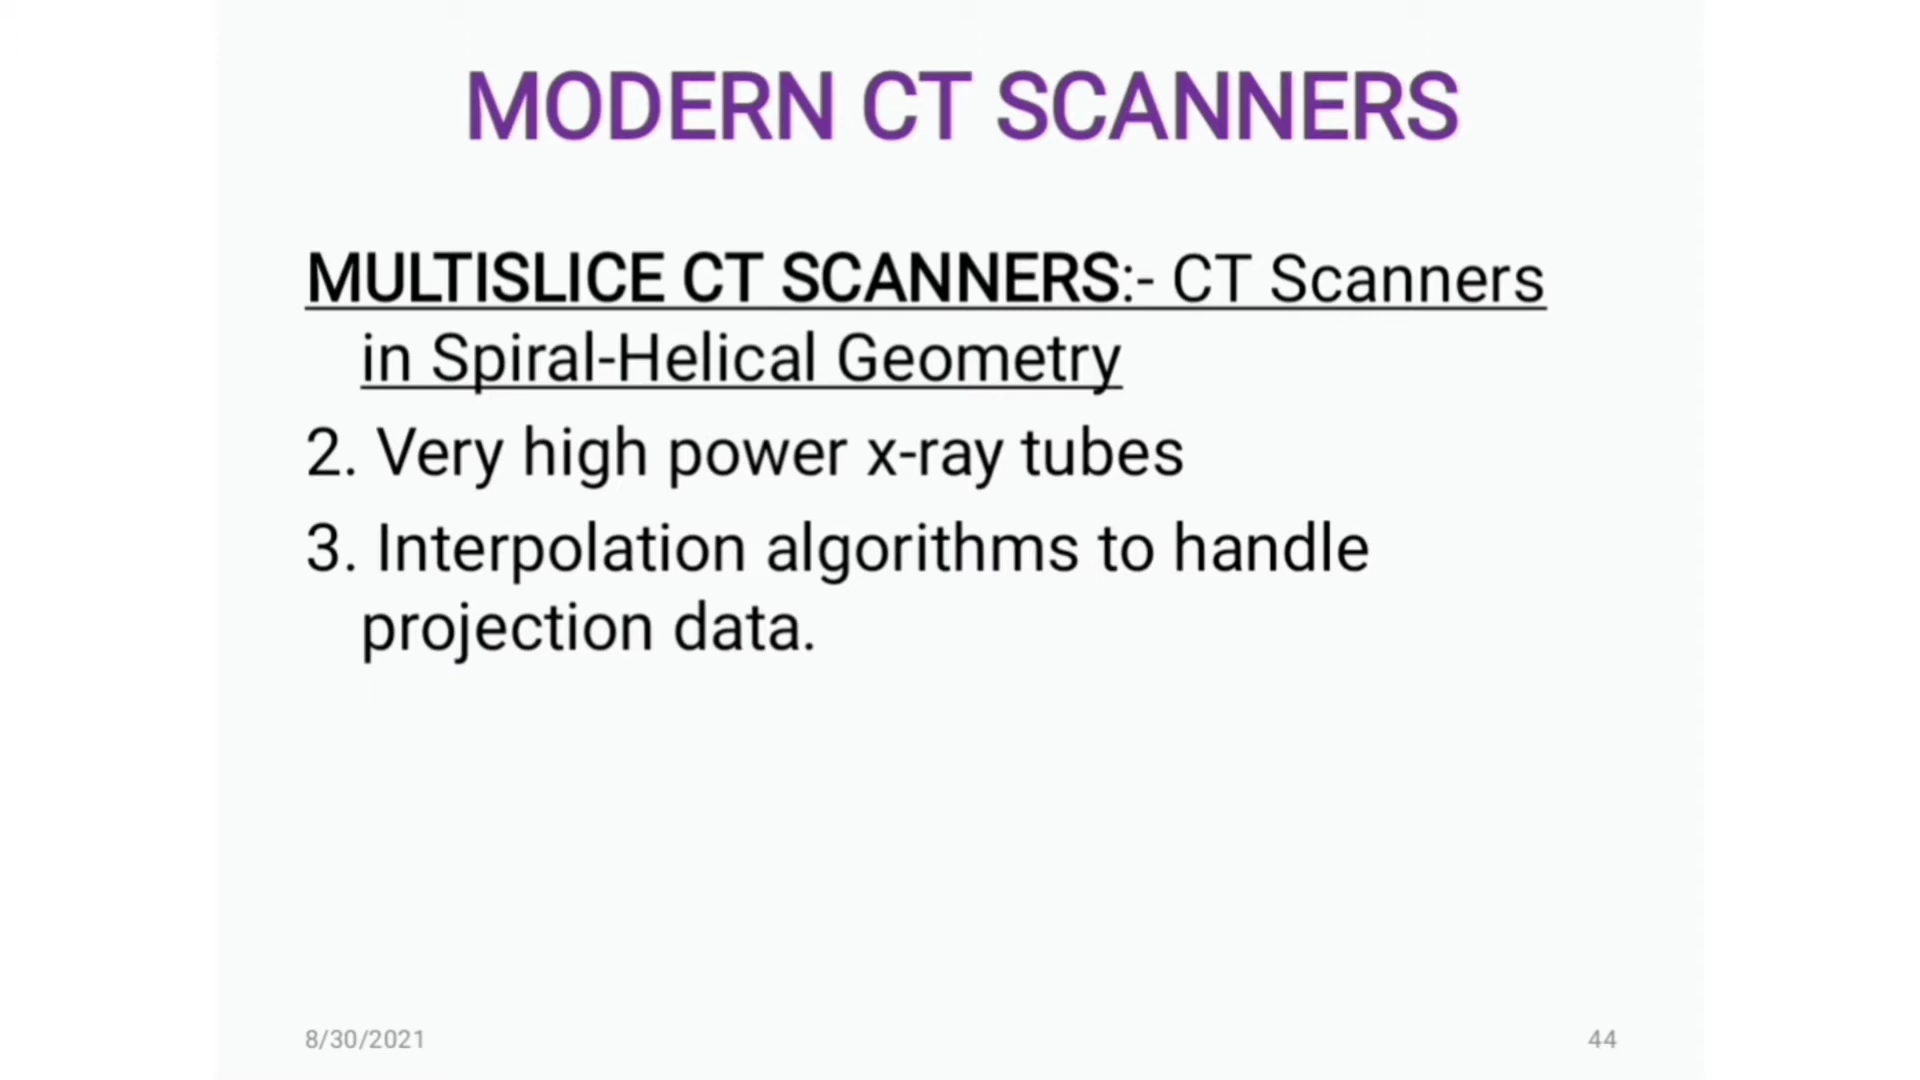 MODERN CT SCANNERS
MULTISLICE CT SCANNERS:- CT Scanners
in Spiral-Helical Geometry
2. Very high power x-ray tubes
3. Interpolation algorithms to handle
projection data.
8/30/2021
44